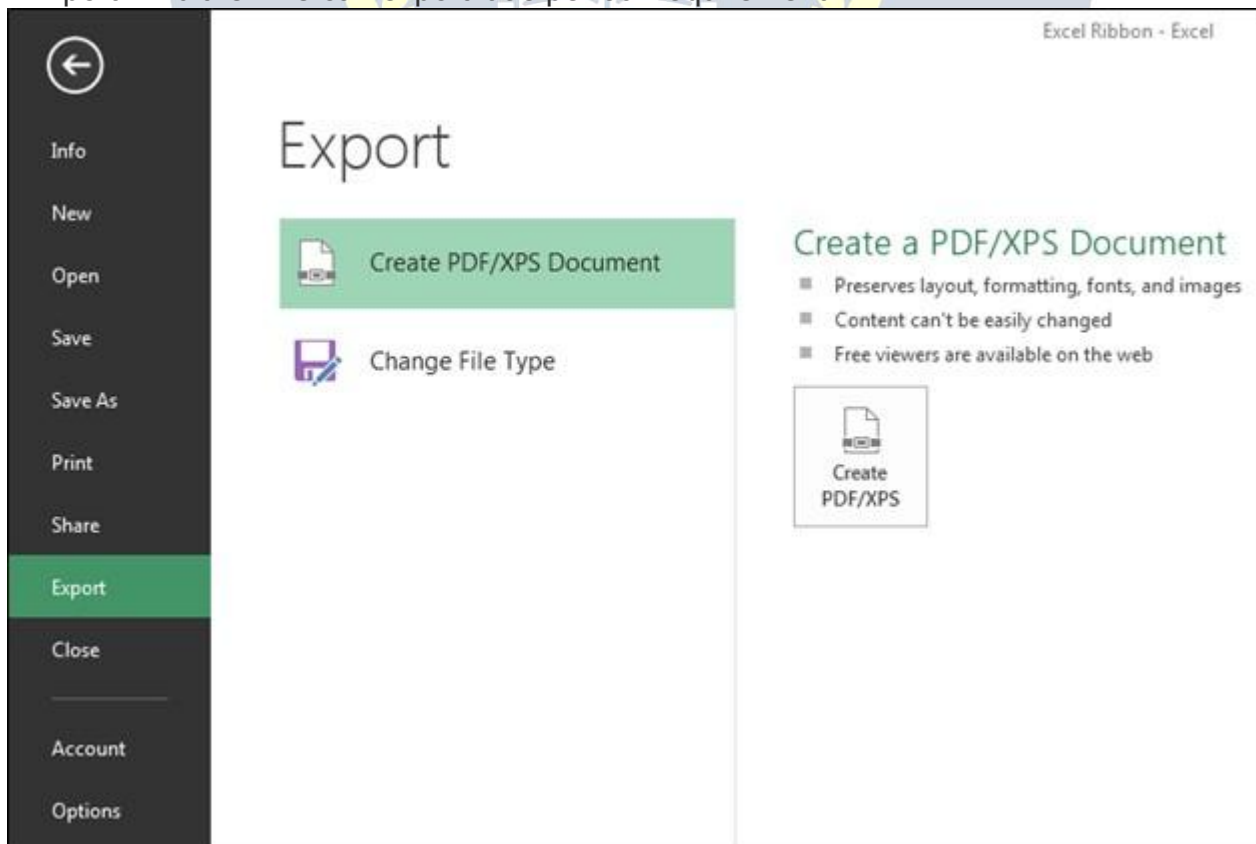 Excel Ribbon - Excel
Export
Info
New
Open
Save
Save As
Print
Share
Export
Close
Account
Options
Create PDF/XPS Document
Change File Type
Create a PDF/XPS Document
Preserves layout, formatting, fonts, and images
Content can't be easily changed
Free viewers are available on the web
Create
PDF/XPS